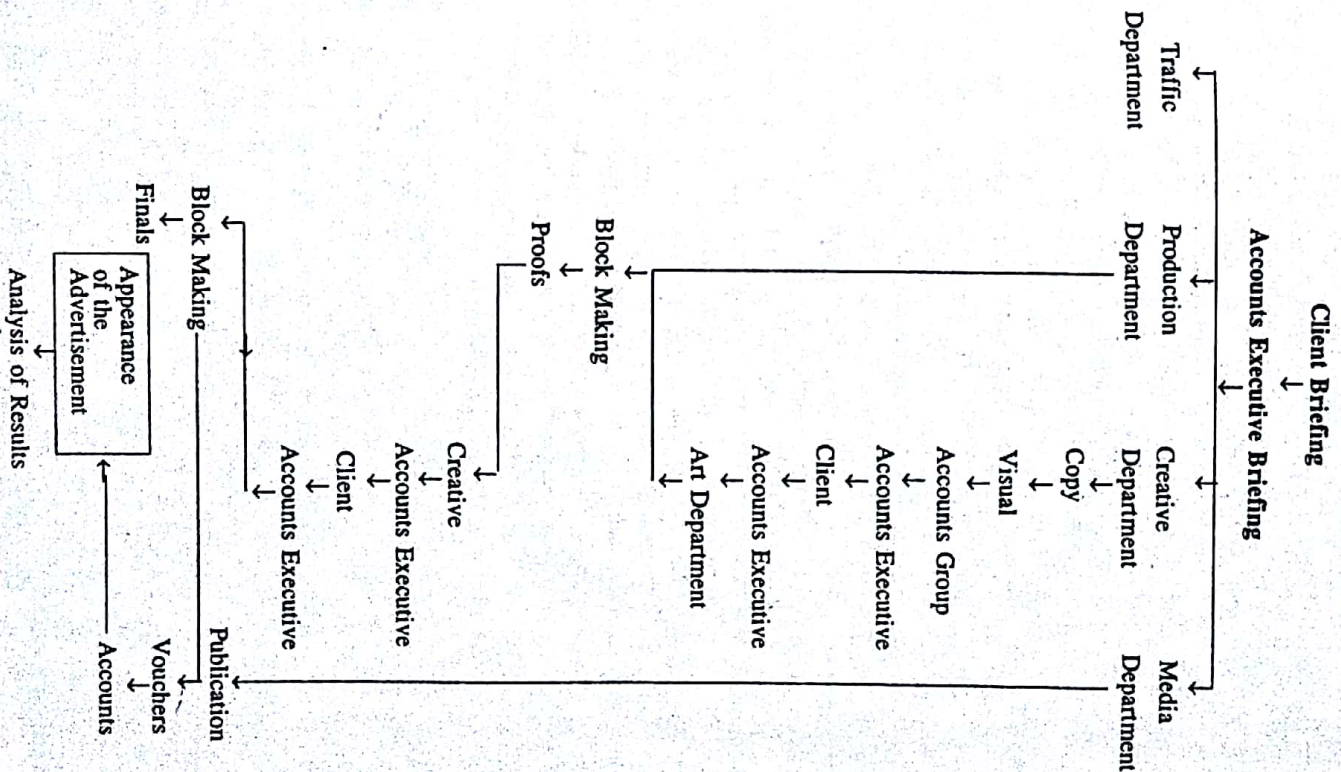 Client Briefing
Accounts Executive Briefing
Traffic
Department
Production
Department
Creative
Department
Media
Department
Copy
Visual
Accounts Group
Accounts Executive
Client
Accounts Executive
Art Department
Block Making
Proofs
Creative
Accounts Executive
Client
Accounts Executive
Block Making
Finals
Publication
Vouchers
Accounts
Appearance
of the
Advertisement
Analysis of Results